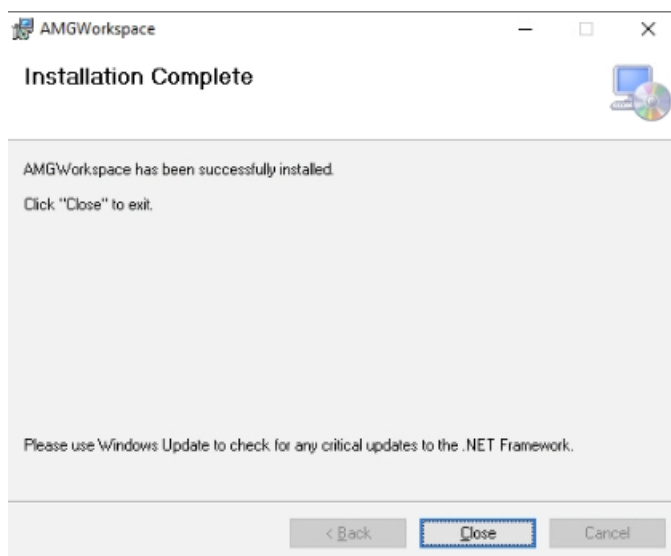 AMGWorkspace
Installation Complete
AMGWorkspace has been successfully installed.
Click "Close" to exit.
Please use Windows Update to check for any critical updates to the .NET Framework.
< Back Close Cancel